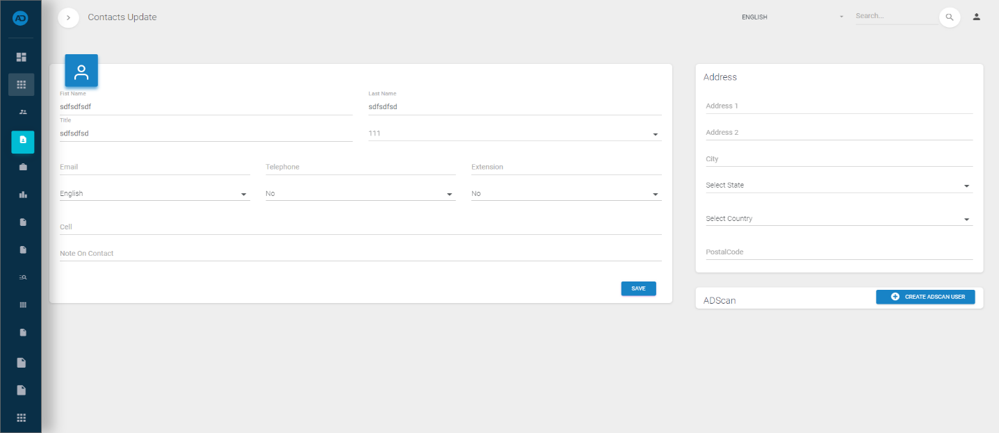 AD
Contacts Update
ENGLISH
Search...
Fist Name
sdfsdfsdf
Last Name
sdfsdfsd
Title
sdfsdfsd
111
Email
Telephone
Extension
English
No
No
Cell
Note On Contact
SAVE
Address
Address 1
Address 2
City
Select State
Select Country
PostalCode
ADScan
CREATE ADSCAN USER